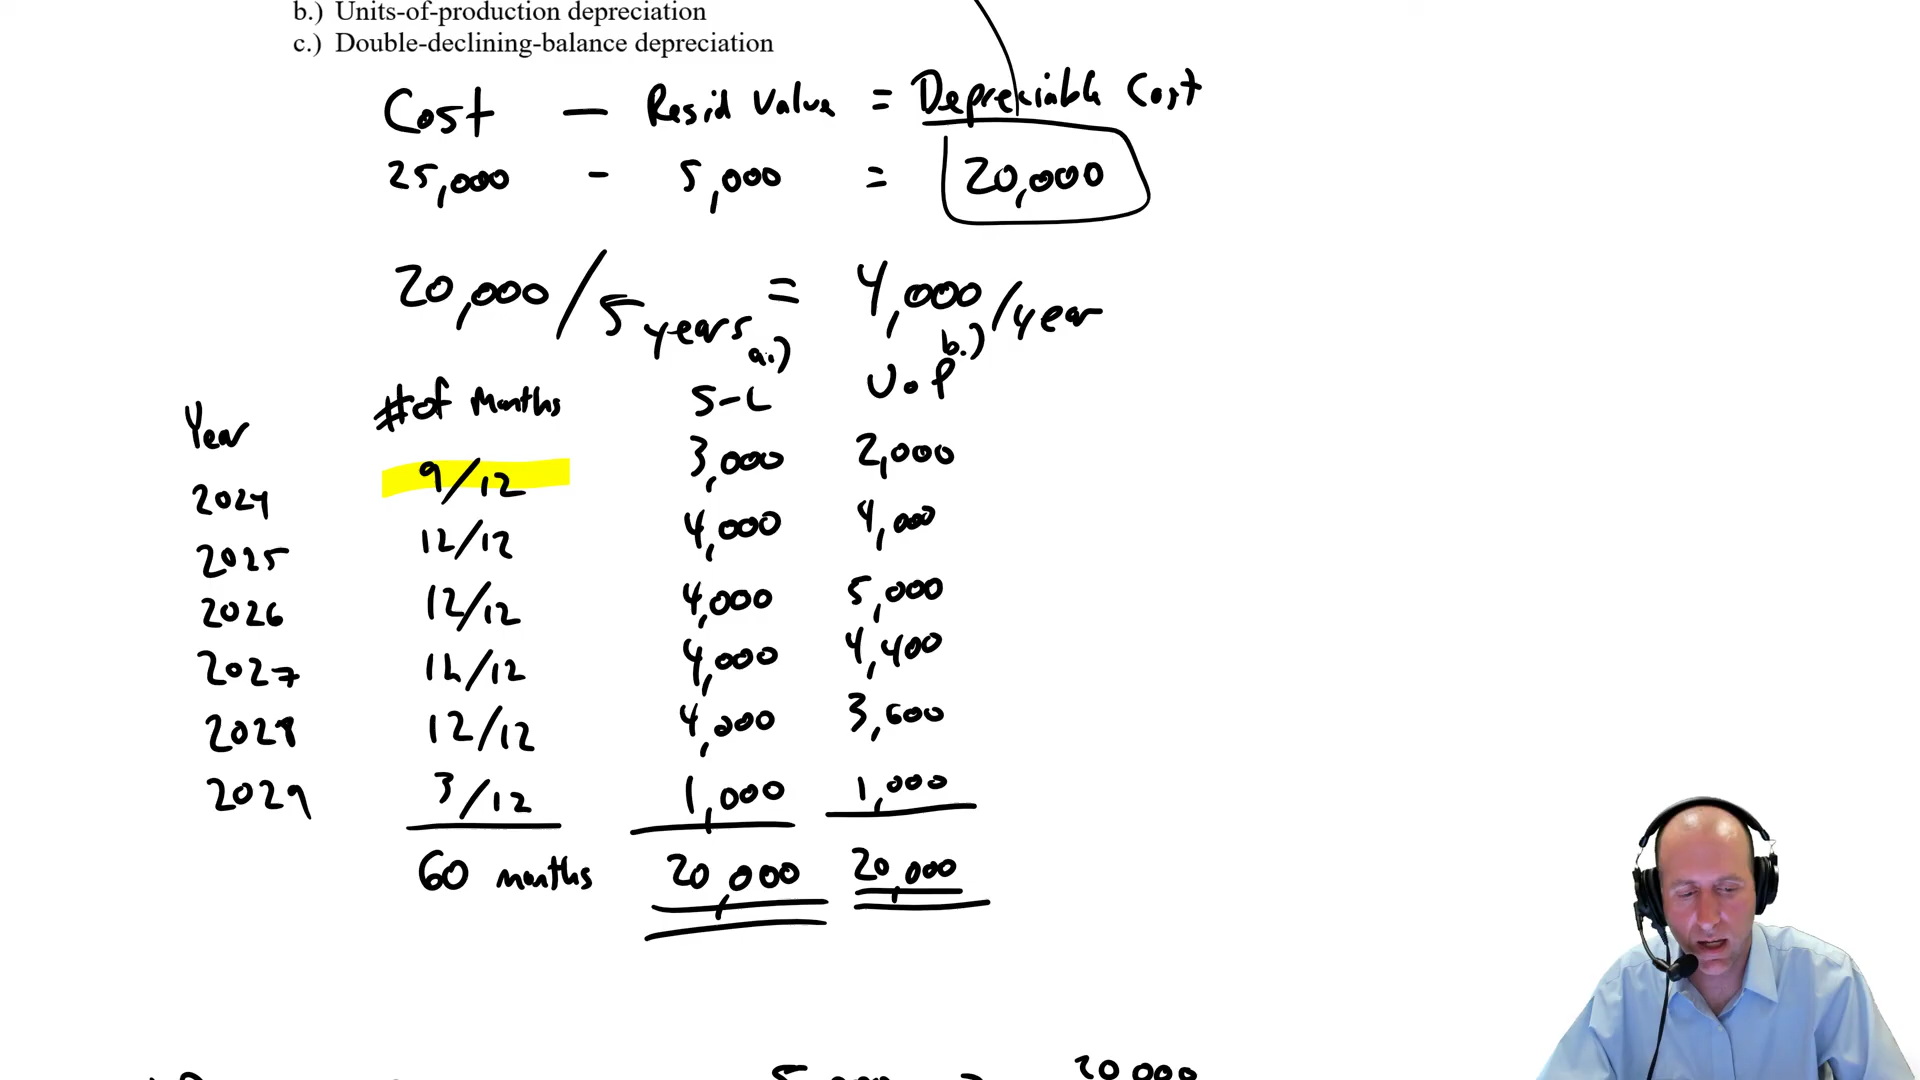 b.) Units-of-production depreciation
c.) Double-declining-balance depreciation
Cost - Resid Value = Depreciable Cost
25,000 - 5,000 = 20,000
20,000 / 5 years = 4,000 /year
a.) b.)
Year # of Months S-L U.o.P
2024 9/12 3,000 2,000
2025 12/12 4,000 4,000
2026 12/12 4,000 5,000
2027 12/12 4,000 4,400
2028 12/12 4,000 3,600
2029 3/12 1,000 1,000
60 months 20,000 20,000
20,000